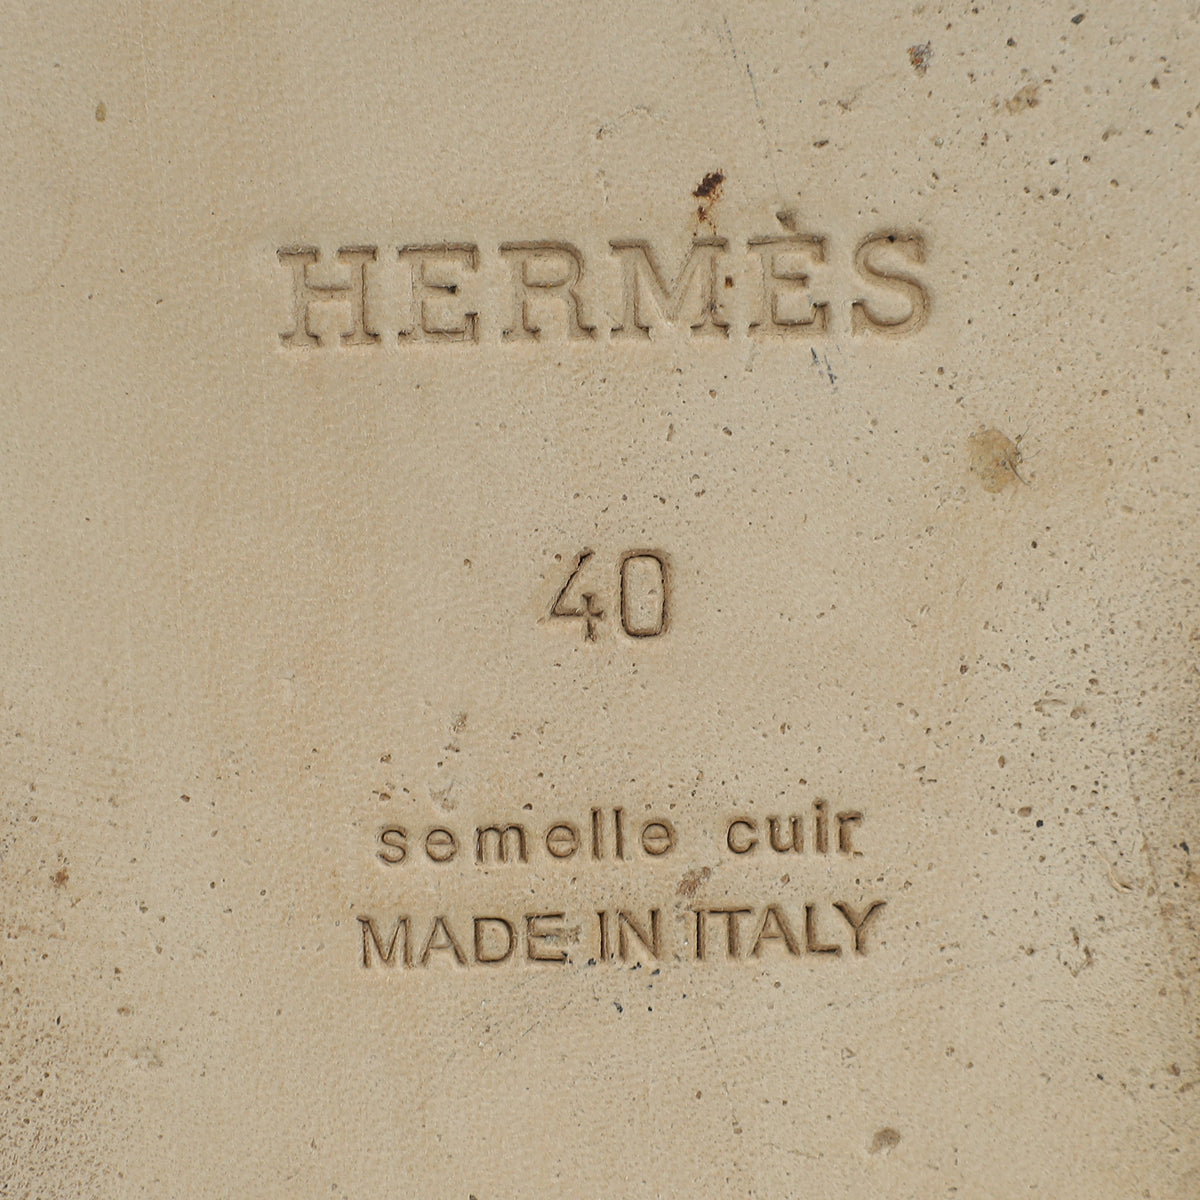 HERMÈS
40
semelle cuir
MADE IN ITALY